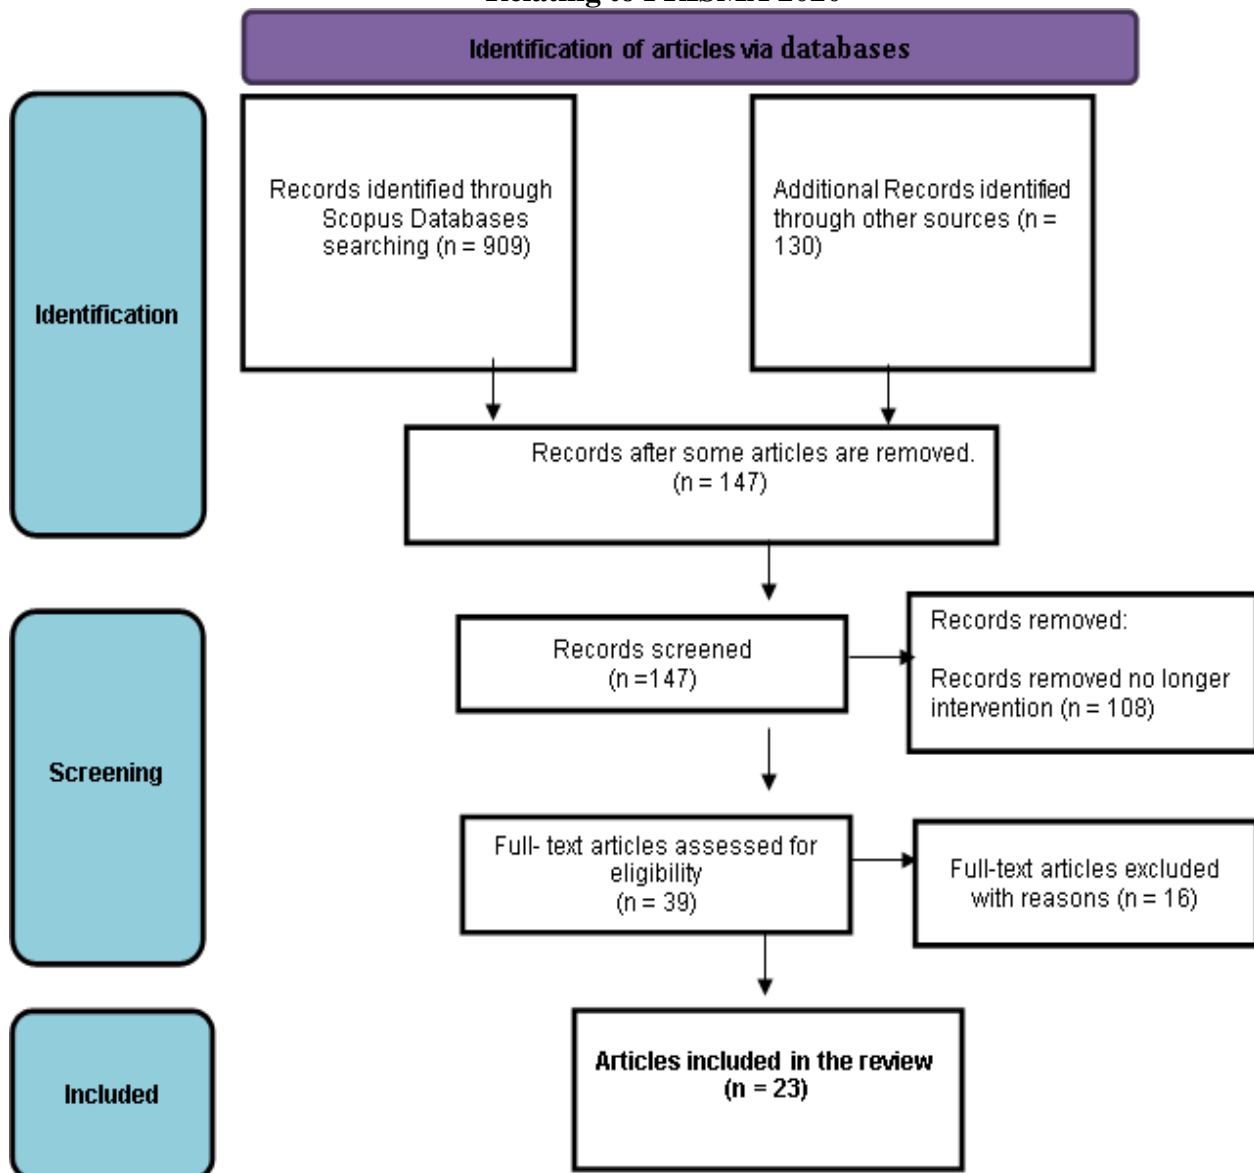 Identification of articles via databases
Identification
Records identified through
Scopus Databases
searching (n = 909)
Additional Records identified
through other sources (n =
130)
Records after some articles are removed.
(n = 147)
Screening
Records screened
(n =147)
Records removed:
Records removed no longer
intervention (n = 108)
Full- text articles assessed for
eligibility
(n = 39)
Full-text articles excluded
with reasons (n = 16)
Included
Articles included in the review
(n = 23)